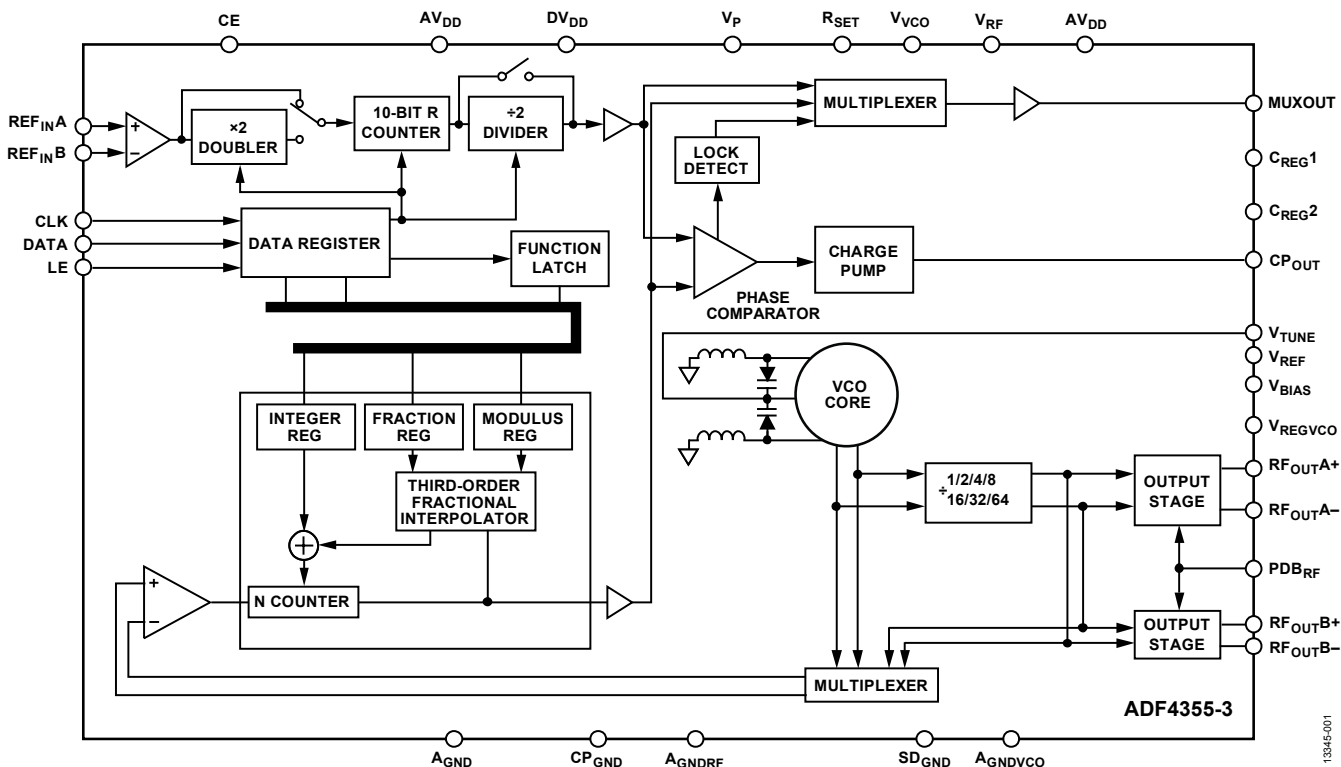 CE
AVDD
DVDD
VP
RSET
VVCO
VRF
AVDD
REFINA
REFINB
+
−
×2
DOUBLER
10-BIT R
COUNTER
÷2
DIVIDER
MULTIPLEXER
MUXOUT
LOCK
DETECT
CREG1
CREG2
CLK
DATA
LE
DATA REGISTER
FUNCTION
LATCH
CHARGE
PUMP
CPOUT
PHASE
COMPARATOR
VTUNE
VREF
VBIAS
VREGVCO
VCO
CORE
INTEGER
REG
FRACTION
REG
MODULUS
REG
THIRD-ORDER
FRACTIONAL
INTERPOLATOR
+
N COUNTER
+
−
÷ 1/2/4/8
16/32/64
OUTPUT
STAGE
RFOUTA+
RFOUTA−
PDBRF
OUTPUT
STAGE
RFOUTB+
RFOUTB−
MULTIPLEXER
ADF4355-3
AGND
CPGND
AGNDRF
SDGND
AGNDVCO
13345-001